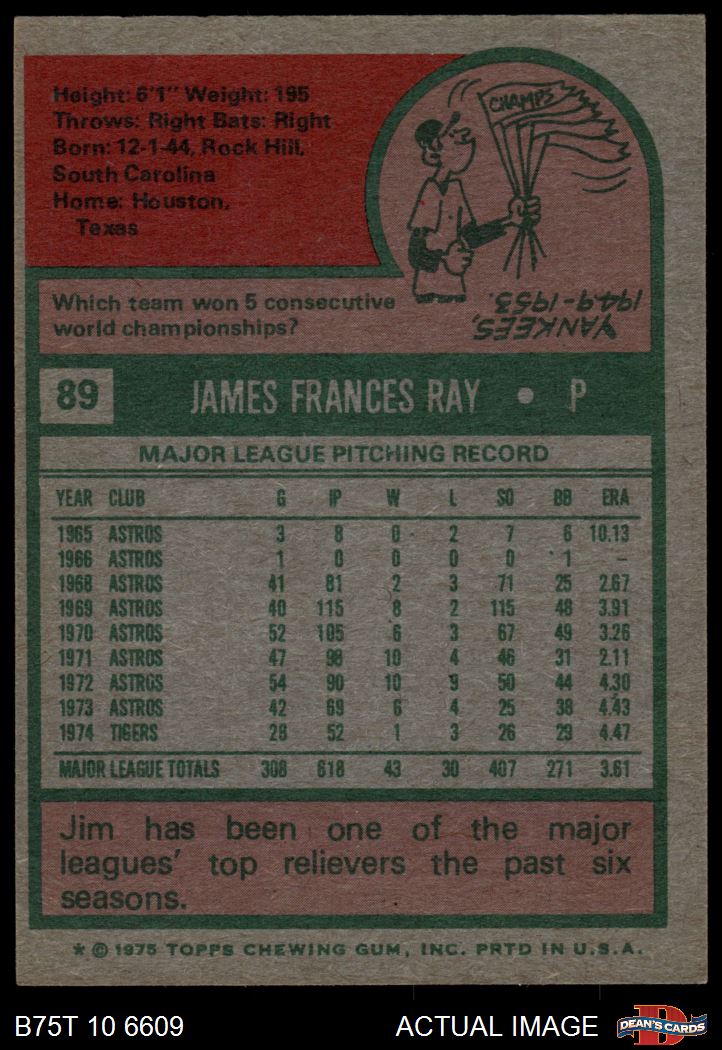 Height: 6'1" Weight: 195
Throws: Right Bats: Right
Born: 12-1-44, Rock Hill,
South Carolina
Home: Houston,
Texas
CHAMPS
Which team won 5 consecutive
world championships?
YANKEES,
1949-1953.
89 JAMES FRANCES RAY • P
MAJOR LEAGUE PITCHING RECORD
YEAR CLUB G IP W L SO BB ERA
1965 ASTROS 3 8 0 2 7 6 10.13
1966 ASTROS 1 0 0 0 0 1 –
1968 ASTROS 41 81 2 3 71 25 2.67
1969 ASTROS 40 115 8 2 115 48 3.91
1970 ASTROS 52 105 6 3 67 49 3.26
1971 ASTROS 47 98 10 4 46 31 2.11
1972 ASTROS 54 90 10 9 50 44 4.30
1973 ASTROS 42 69 6 4 25 38 4.43
1974 TIGERS 28 52 1 3 26 29 4.47
MAJOR LEAGUE TOTALS 308 618 43 30 407 271 3.61
Jim has been one of the major
leagues' top relievers the past six
seasons.
* © 1975 TOPPS CHEWING GUM, INC. PRTD IN U.S.A.
B75T 10 6609 ACTUAL IMAGE D DEAN'S CARDS